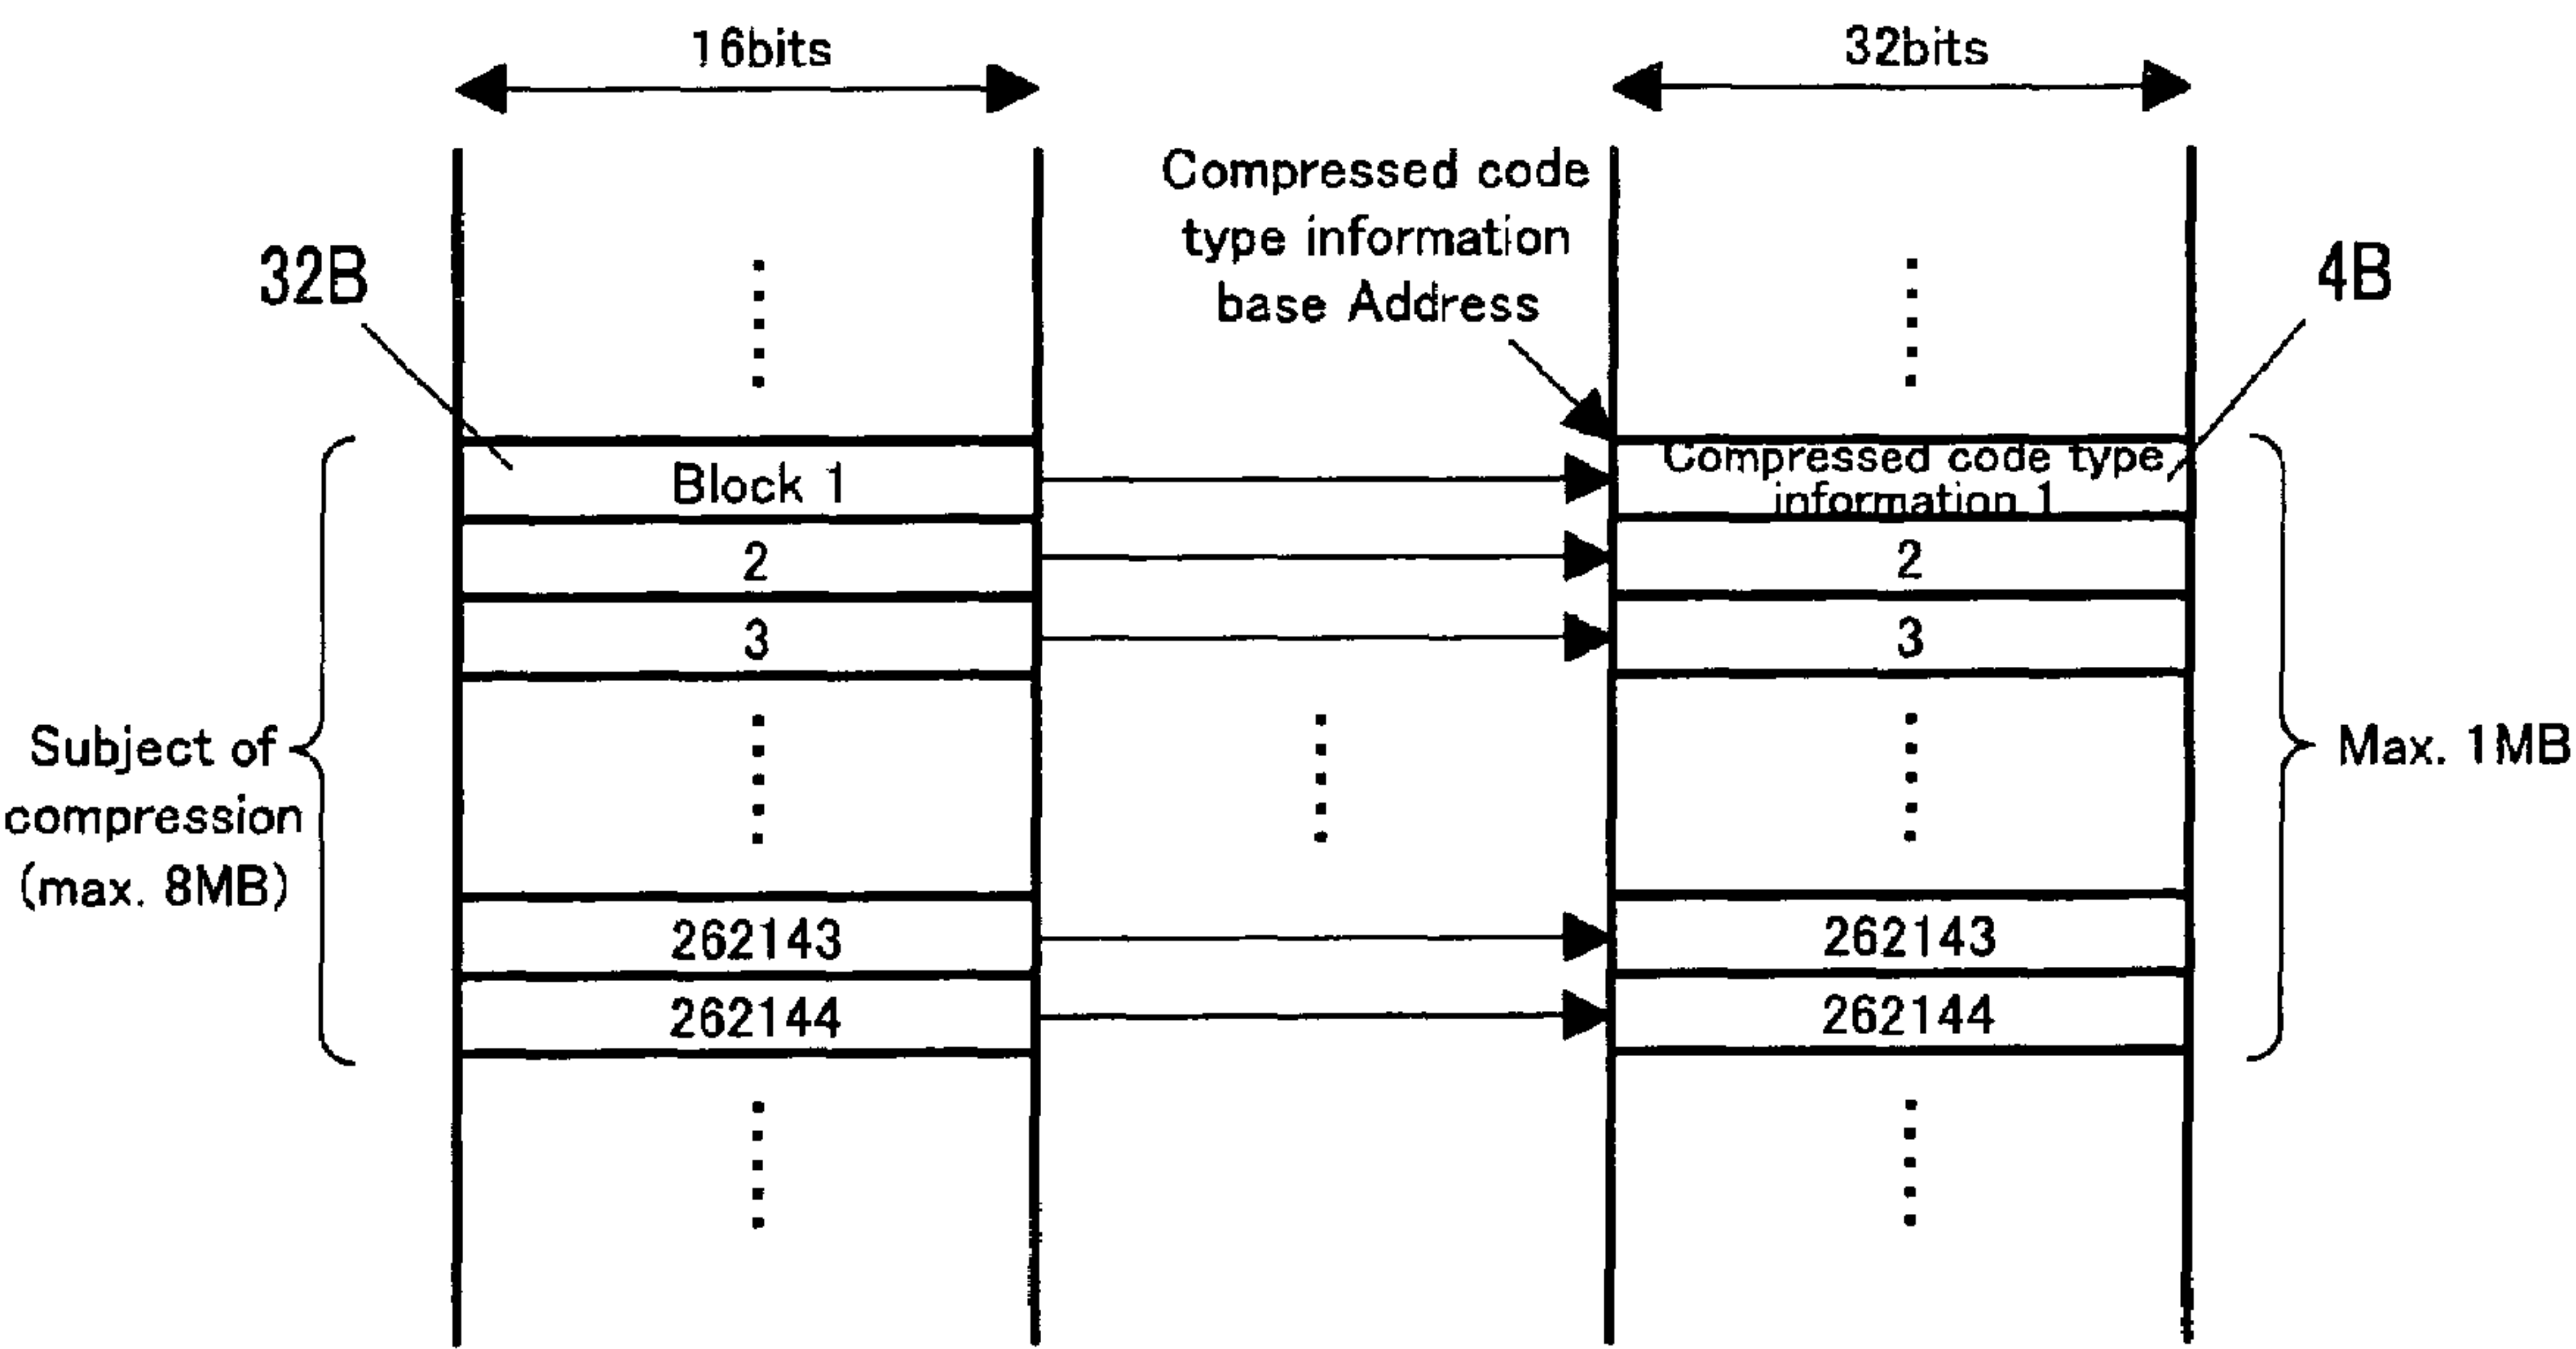 16bits
32bits
Compressed code
type information
base Address
32B
4B
Block 1
Compressed code type
information 1
2
2
3
3
Subject of
compression
(max. 8MB)
Max. 1MB
262143
262143
262144
262144